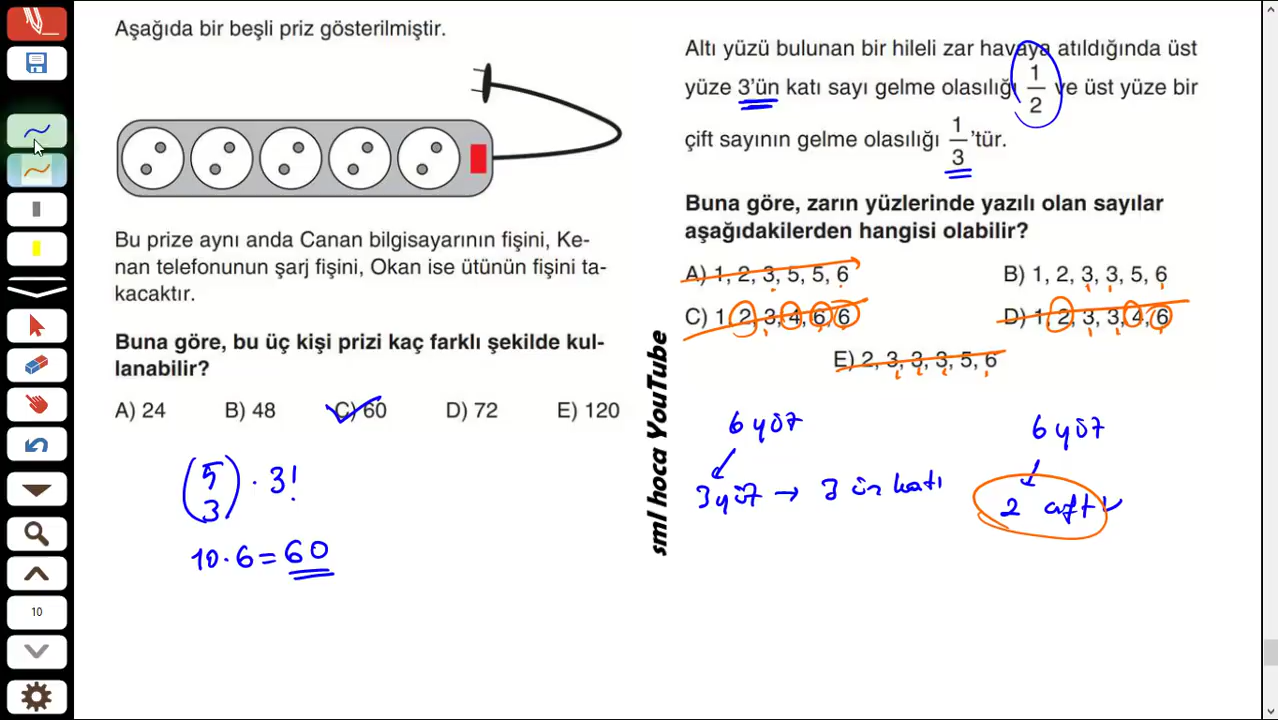 Aşağıda bir beşli priz gösterilmiştir.
Bu prize aynı anda Canan bilgisayarının fişini, Ke-
nan telefonunun şarj fişini, Okan ise ütünün fişini ta-
kacaktır.
Buna göre, bu üç kişi prizi kaç farklı şekilde kul-
lanabilir?
A) 24 B) 48 C) 60 D) 72 E) 120
(5 3) · 3!
10 · 6 = 60
sml hoca YouTube
Altı yüzü bulunan bir hileli zar havaya atıldığında üst
yüze 3'ün katı sayı gelme olasılığı 1/2 ve üst yüze bir
çift sayının gelme olasılığı 1/3'tür.
Buna göre, zarın yüzlerinde yazılı olan sayılar
aşağıdakilerden hangisi olabilir?
A) 1, 2, 3, 5, 5, 6 B) 1, 2, 3, 3, 5, 6
C) 1, 2, 3, 4, 6, 6 D) 1, 2, 3, 3, 4, 6
E) 2, 3, 3, 3, 5, 6
6 yüz
3 yüz → 3 ün katı
6 yüz
2 çift
10